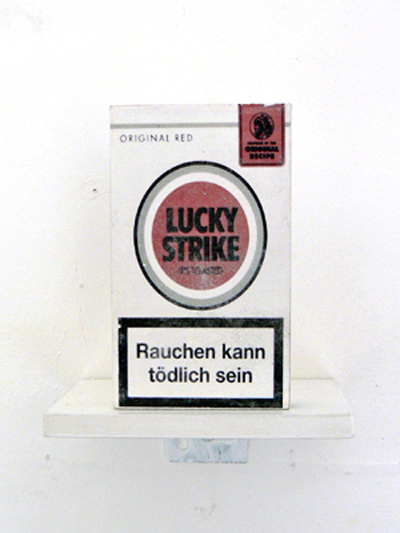 ORIGINAL RED
ORIGINAL
RECIPE
LUCKY
STRIKE
IT'S TOASTED
Rauchen kann
tödlich sein